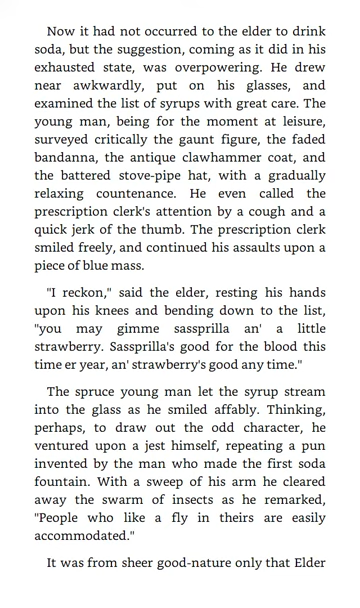 Now it had not occurred to the elder to drink
soda, but the suggestion, coming as it did in his
exhausted state, was overpowering. He drew
near awkwardly, put on his glasses, and
examined the list of syrups with great care. The
young man, being for the moment at leisure,
surveyed critically the gaunt figure, the faded
bandanna, the antique clawhammer coat, and
the battered stove-pipe hat, with a gradually
relaxing countenance. He even called the
prescription clerk's attention by a cough and a
quick jerk of the thumb. The prescription clerk
smiled freely, and continued his assaults upon a
piece of blue mass.
"I reckon," said the elder, resting his hands
upon his knees and bending down to the list,
"you may gimme sassprilla an' a little
strawberry. Sassprilla's good for the blood this
time er year, an' strawberry's good any time."
The spruce young man let the syrup stream
into the glass as he smiled affably. Thinking,
perhaps, to draw out the odd character, he
ventured upon a jest himself, repeating a pun
invented by the man who made the first soda
fountain. With a sweep of his arm he cleared
away the swarm of insects as he remarked,
"People who like a fly in theirs are easily
accommodated."
It was from sheer good-nature only that Elder